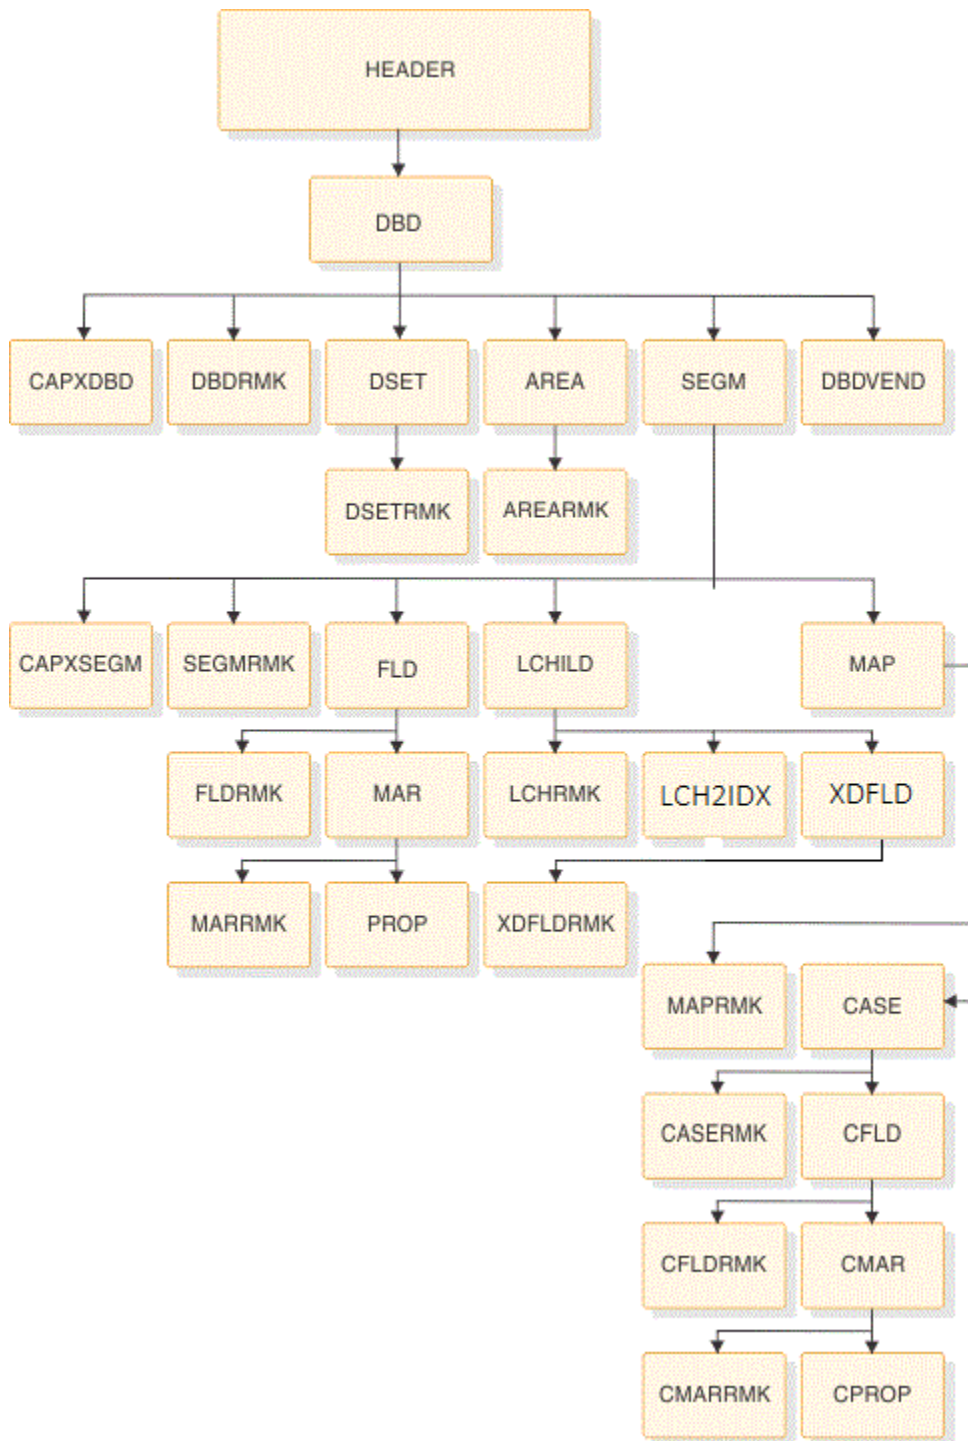 HEADER
DBD
CAPXDBD
DBDRMK
DSET
AREA
SEGM
DBDVEND
DSETRMK
AREARMK
CAPXSEGM
SEGMRMK
FLD
LCHILD
MAP
FLDRMK
MAR
LCHRMK
LCH2IDX
XDFLD
MARRMK
PROP
XDFLDRMK
MAPRMK
CASE
CASERMK
CFLD
CFLDRMK
CMAR
CMARRMK
CPROP